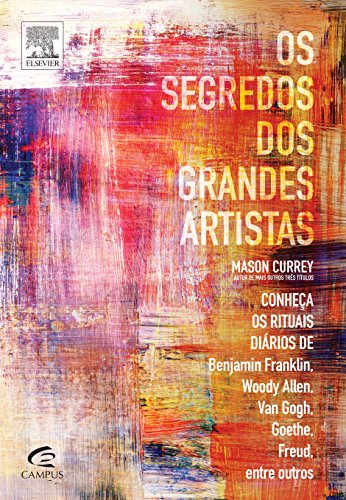 ELSEVIER
OS
SEGREDOS
DOS
GRANDES
ARTISTAS
MASON CURREY
AUTOR DE MAIS OUTROS TRÊS TÍTULOS
CONHEÇA
OS RITUAIS
DIÁRIOS DE
Benjamin Franklin,
Woody Allen,
Van Gogh,
Goethe,
Freud,
entre outros
CAMPUS